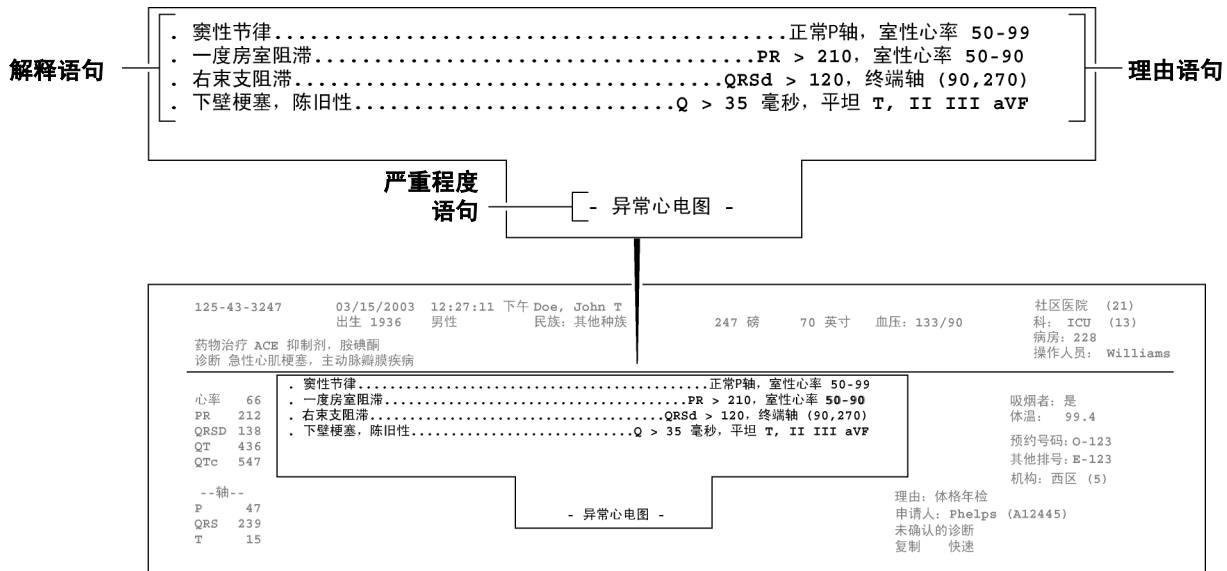 . 窦性节律................................................正常P轴，室性心率 50-99
. 一度房室阻滞............................................PR > 210，室性心率 50-90
解释语句
理由语句
. 右束支阻滞..........................................QRSd > 120，终端轴 (90,270)
. 下壁梗塞，陈旧性.............................Q > 35 毫秒，平坦 T, II III aVF
严重程度
语句
- 异常心电图 -
125-43-3247 03/15/2003 12:27:11 下午 Doe, John T 社区医院 (21)
出生 1936 男性 民族：其他种族 247 磅 70 英寸 血压：133/90 科： ICU (13)
病房：228
药物治疗 ACE 抑制剂，胺碘酮
操作人员： Williams
诊断 急性心肌梗塞，主动脉瓣膜疾病
. 窦性节律................................................正常P轴，室性心率 50-99
心率 66 . 一度房室阻滞............................................PR > 210，室性心率 50-90 吸烟者：是
PR 212 . 右束支阻滞..........................................QRSd > 120，终端轴 (90,270) 体温： 99.4
QRSD 138 . 下壁梗塞，陈旧性.............................Q > 35 毫秒，平坦 T, II III aVF
QT 436 预约号码：O-123
QTc 547 其他排号：E-123
机构：西区 (5)
--轴-- 理由：体格年检
P 47 申请人：Phelps (A12445)
QRS 239 - 异常心电图 - 未确认的诊断
T 15 复制 快速